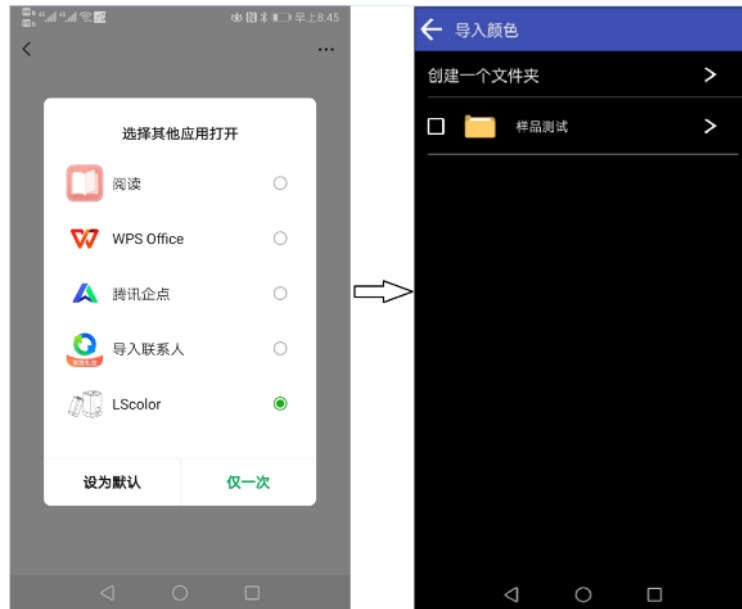 早上8:45
选择其他应用打开
阅读
WPS Office
腾讯企点
导入联系人
LScolor
设为默认
仅一次
导入颜色
创建一个文件夹
样品测试